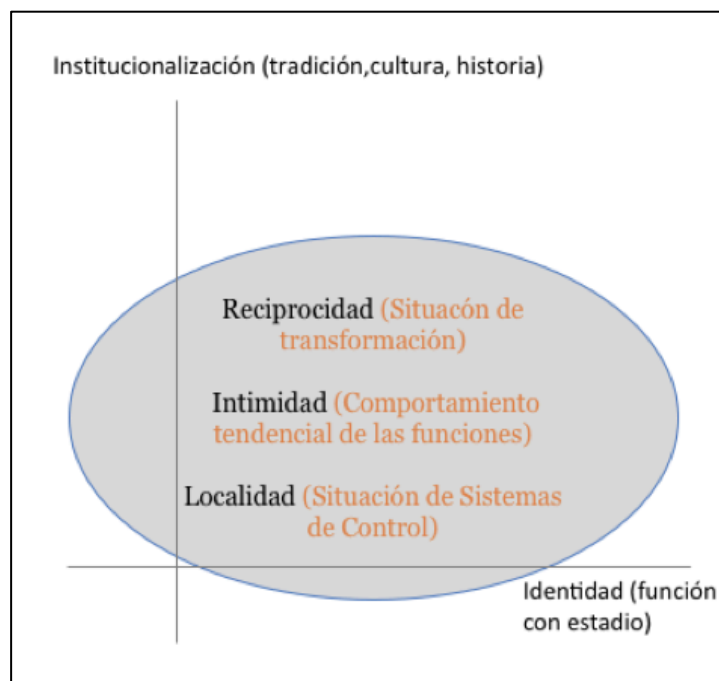 Institucionalización (tradición,cultura, historia)
Reciprocidad (Situacón de
transformación)
Intimidad (Comportamiento
tendencial de las funciones)
Localidad (Situación de Sistemas
de Control)
Identidad (función
con estadio)